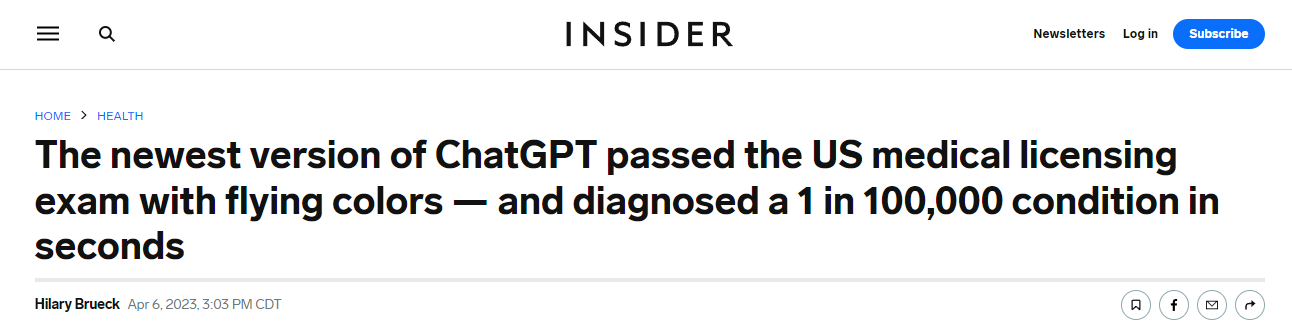 INSIDER
Newsletters Log in Subscribe
HOME > HEALTH
The newest version of ChatGPT passed the US medical licensing
exam with flying colors — and diagnosed a 1 in 100,000 condition in
seconds
Hilary Brueck Apr 6, 2023, 3:03 PM CDT